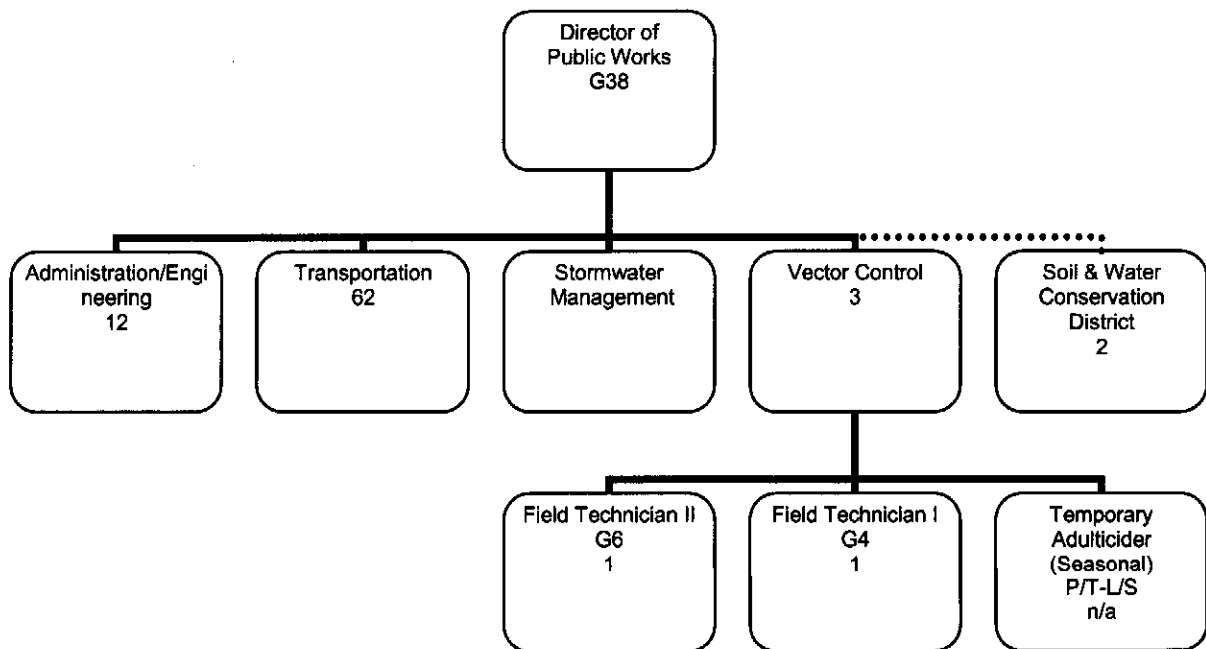 Director of
Public Works
G38
Administration/Engi
neering
12
Transportation
62
Stormwater
Management
Vector Control
3
Soil & Water
Conservation
District
2
Field Technician II
G6
1
Field Technician I
G4
1
Temporary
Adulticider
(Seasonal)
P/T-L/S
n/a